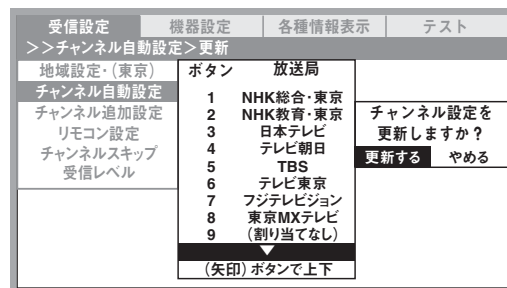 受信設定 機器設定 各種情報表示 テスト
>>チャンネル自動設定>更新
地域設定・(東京)
チャンネル自動設定
チャンネル追加設定
リモコン設定
チャンネルスキップ
受信レベル
ボタン 放送局
1 NHK総合・東京
2 NHK教育・東京
3 日本テレビ
4 テレビ朝日
5 TBS
6 テレビ東京
7 フジテレビジョン
8 東京MXテレビ
9 (割り当てなし)
▽
(矢印)ボタンで上下
チャンネル設定を
更新しますか？
更新する やめる